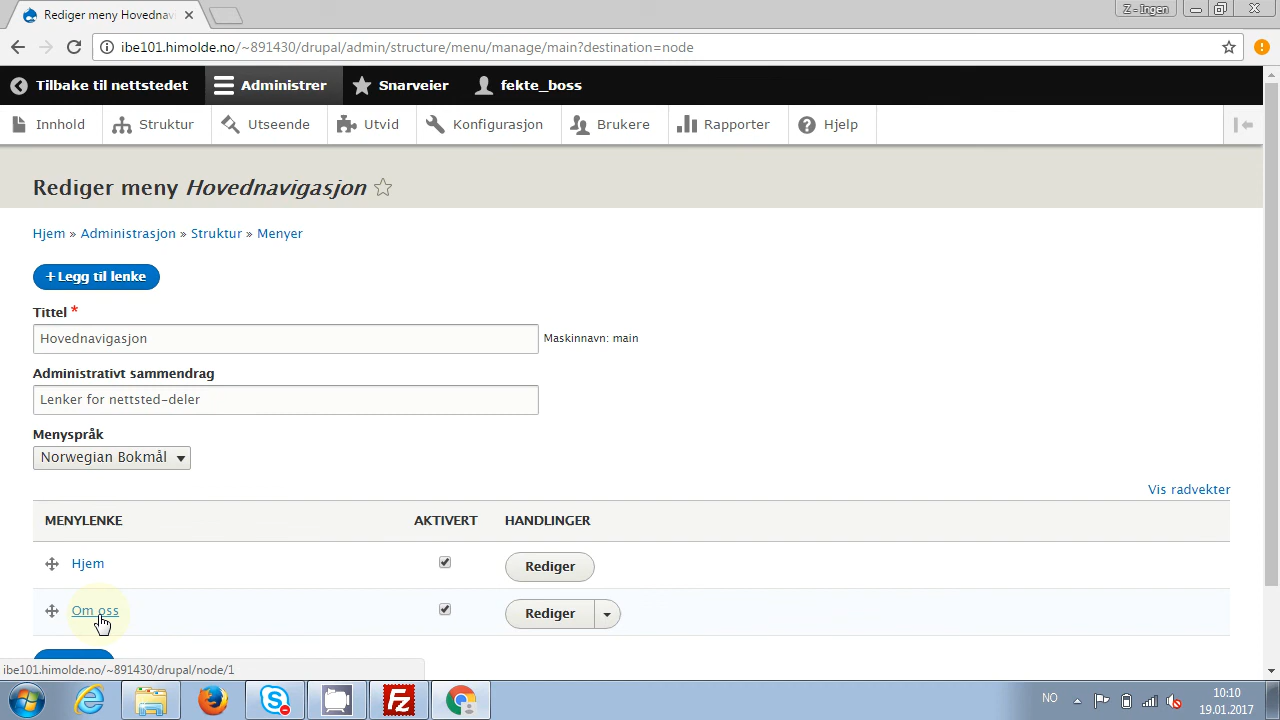 Rediger meny Hovednav
Z - Ingen
ibe101.himolde.no/~891430/drupal/admin/structure/menu/manage/main?destination=node
Tilbake til nettstedet
Administrer
Snarveier
fekte_boss
Innhold
Struktur
Utseende
Utvid
Konfigurasjon
Brukere
Rapporter
Hjelp
Rediger meny Hovednavigasjon
Hjem » Administrasjon » Struktur » Menyer
+ Legg til lenke
Tittel *
Hovednavigasjon
Maskinnavn: main
Administrativt sammendrag
Lenker for nettsted-deler
Menyspråk
Norwegian Bokmål
Vis radvekter
MENYLENKE AKTIVERT HANDLINGER
Hjem Rediger
Om oss Rediger
ibe101.himolde.no/~891430/drupal/node/1
NO
10:10
19.01.2017